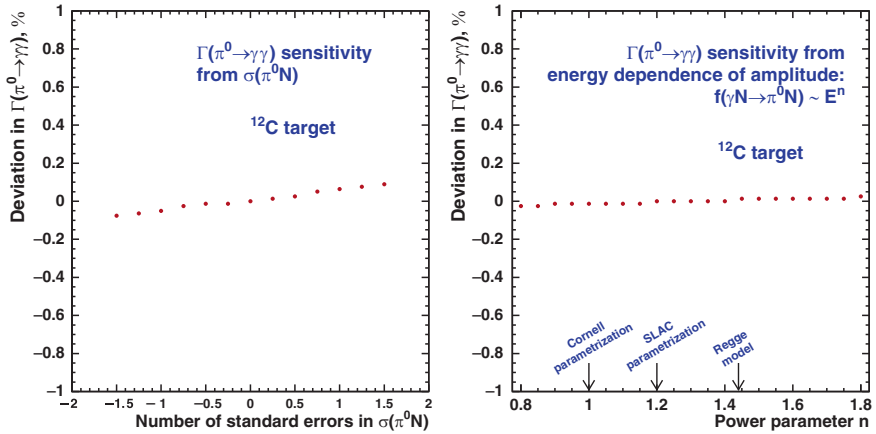 Deviation in Γ(π⁰→γγ), %
1
0.8
0.6
0.4
0.2
0
−0.2
−0.4
−0.6
−0.8
−1
Γ(π⁰→γγ) sensitivity
from σ(π⁰N)
¹²C target
−2 −1.5 −1 −0.5 0 0.5 1 1.5 2
Number of standard errors in σ(π⁰N)
Deviation in Γ(π⁰→γγ), %
1
0.8
0.6
0.4
0.2
0
−0.2
−0.4
−0.6
−0.8
−1
Γ(π⁰→γγ) sensitivity from
energy dependence of amplitude:
f(γN→π⁰N) ~ Eⁿ
¹²C target
Cornell
parametrization
SLAC
parametrization
Regge
model
0.8 1 1.2 1.4 1.6 1.8
Power parameter n